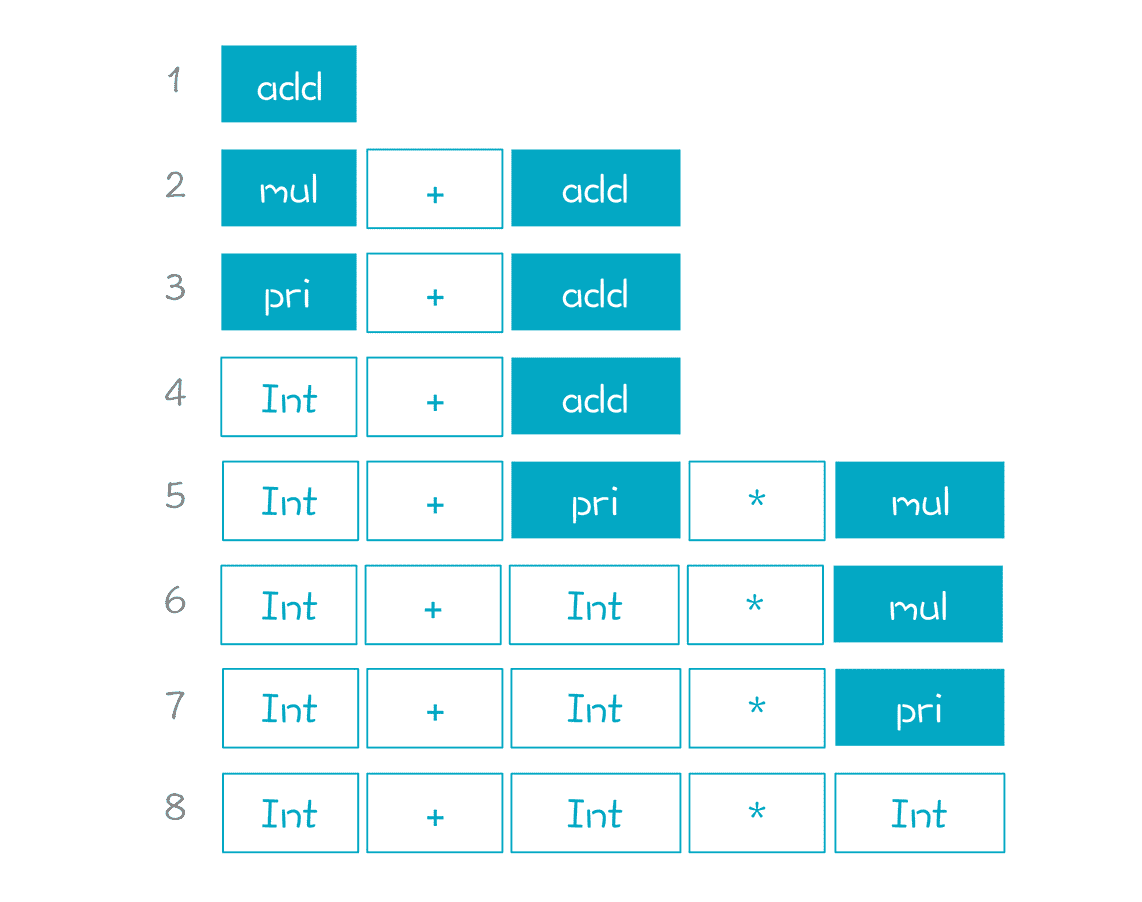 1 add
2 mul + add
3 pri + add
4 Int + add
5 Int + pri * mul
6 Int + Int * mul
7 Int + Int * pri
8 Int + Int * Int